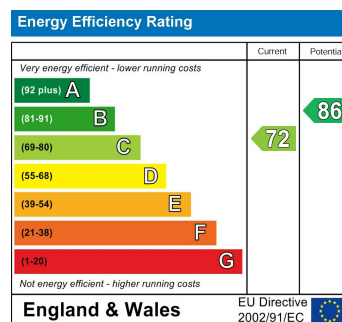 Energy Efficiency Rating
Current Potentia
Very energy efficient - lower running costs
(92 plus) A
(81-91) B
(69-80) C
(55-68) D
(39-54) E
(21-38) F
(1-20) G
72
86
Not energy efficient - higher running costs
England & Wales
EU Directive
2002/91/EC